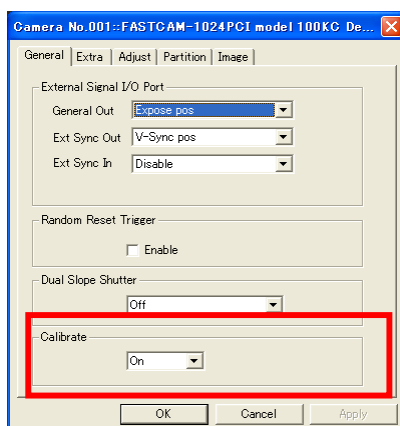 Camera No.001::FASTCAM-1024PCI model 100KC De...
General Extra Adjust Partition Image
External Signal I/O Port
General Out Expose pos
Ext Sync Out V-Sync pos
Ext Sync In Disable
Random Reset Trigger
Enable
Dual Slope Shutter
Off
Calibrate
On
OK Cancel Apply